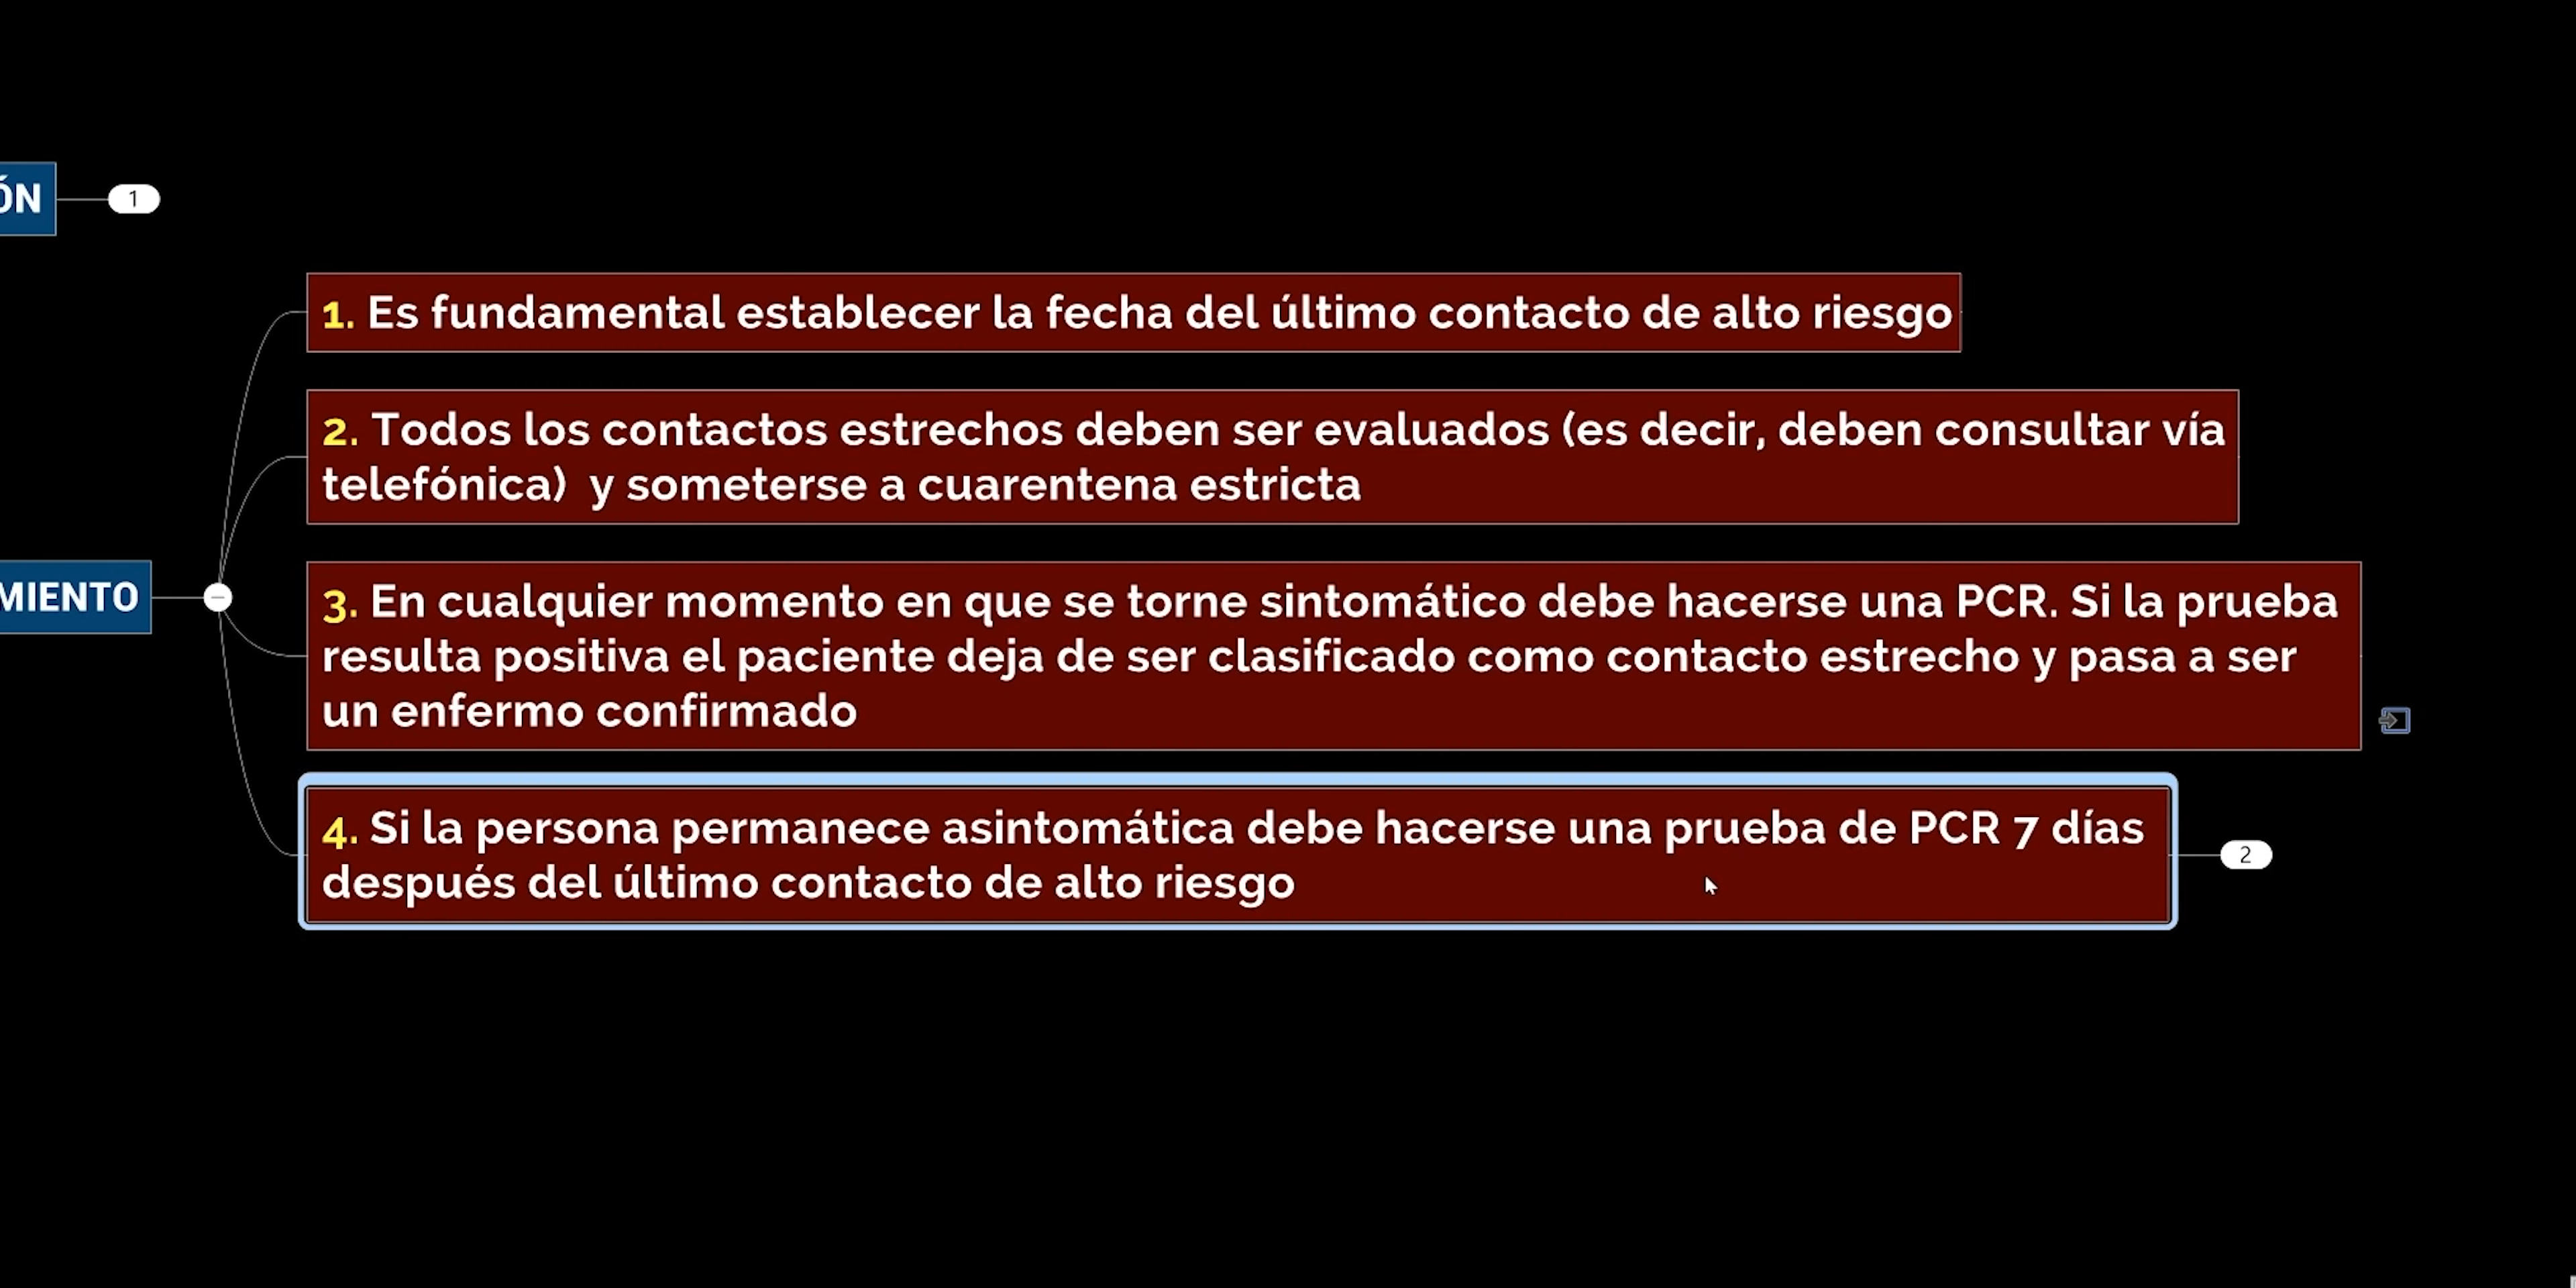 ÓN
1
1. Es fundamental establecer la fecha del último contacto de alto riesgo
2. Todos los contactos estrechos deben ser evaluados (es decir, deben consultar vía
telefónica) y someterse a cuarentena estricta
MIENTO
3. En cualquier momento en que se torne sintomático debe hacerse una PCR. Si la prueba
resulta positiva el paciente deja de ser clasificado como contacto estrecho y pasa a ser
un enfermo confirmado
4. Si la persona permanece asintomática debe hacerse una prueba de PCR 7 días
después del último contacto de alto riesgo
2